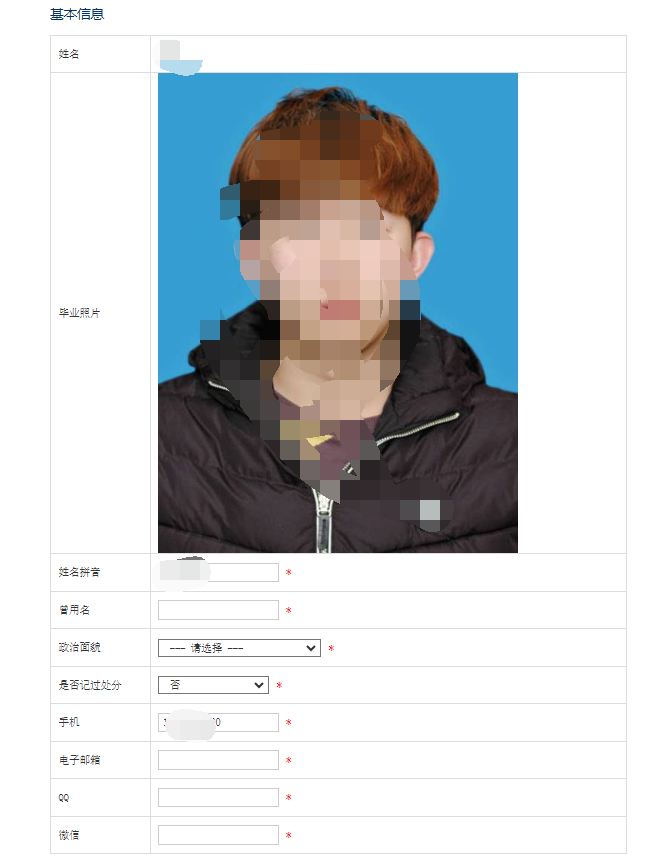 基本信息
姓名
毕业照片
姓名拼音 *
曾用名 *
政治面貌 --- 请选择 --- *
是否记过处分 否 *
手机 *
电子邮箱 *
QQ *
微信 *